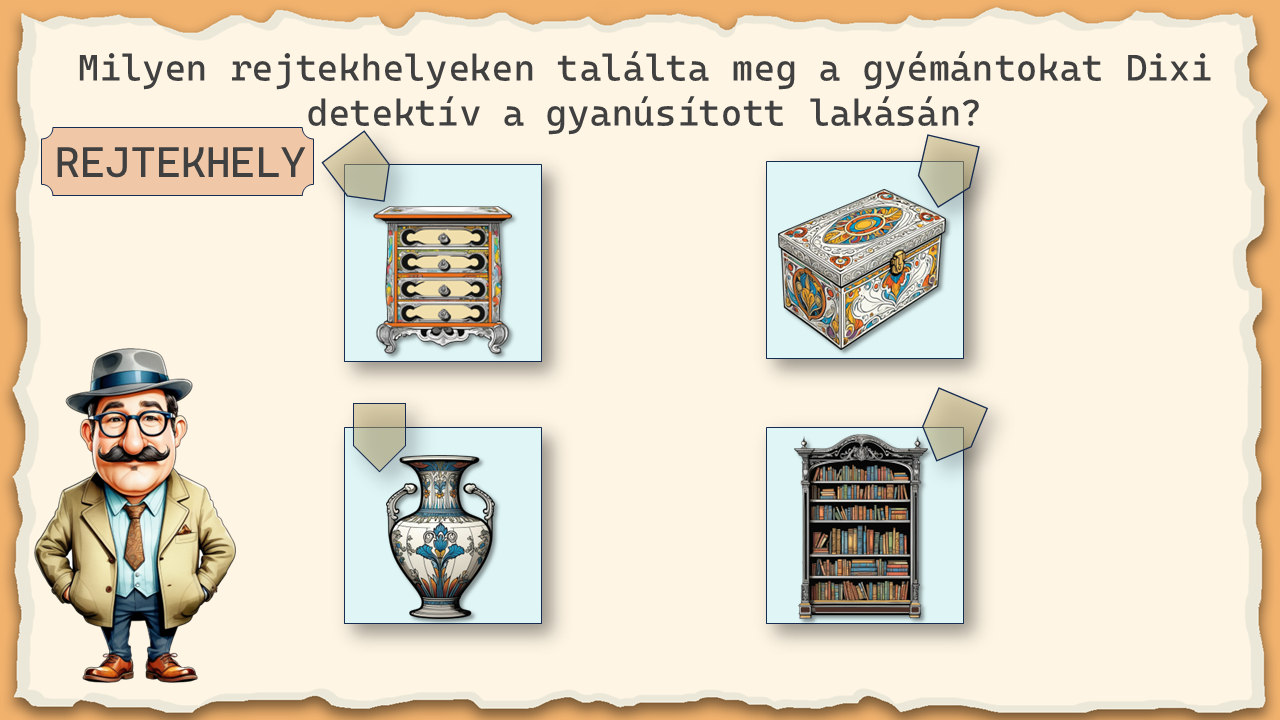 Milyen rejtekhelyeken találta meg a gyémántokat Dixi
detektív a gyanúsított lakásán?
REJTEKHELY